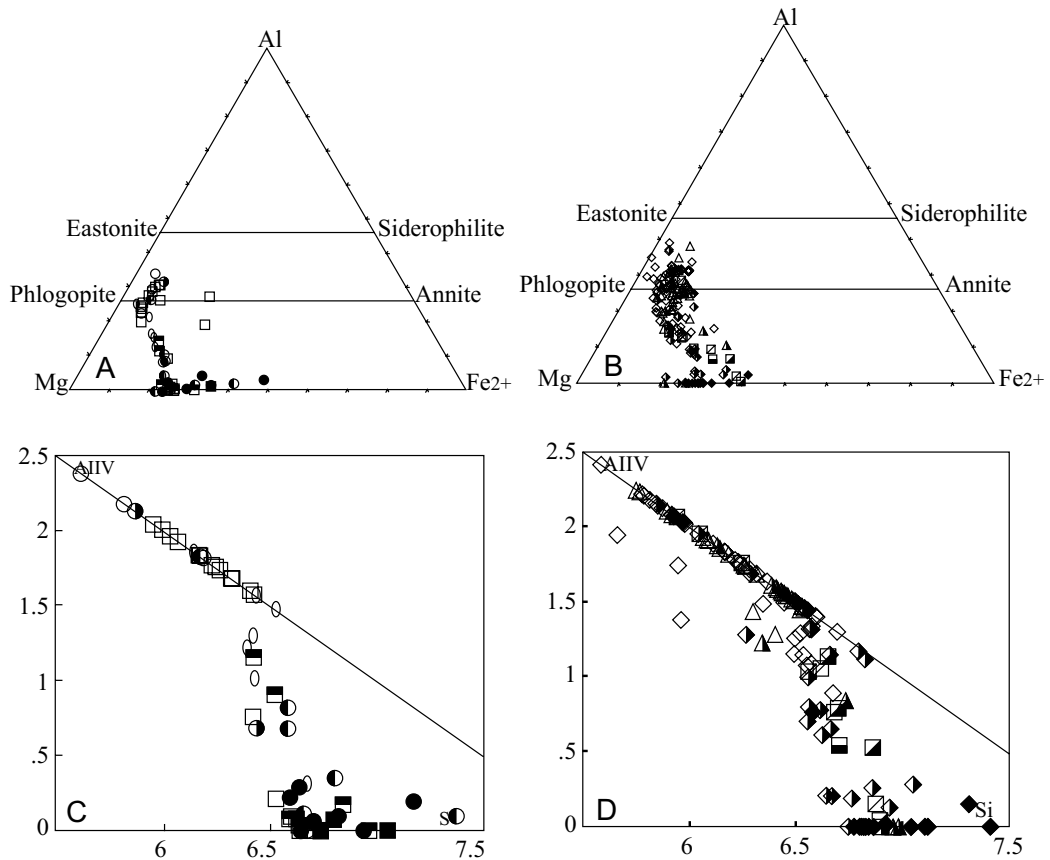 Al
Eastonite
Siderophilite
Phlogopite
Annite
A
Mg
Fe2+
Al
Eastonite
Siderophilite
Phlogopite
Annite
B
Mg
Fe2+
2.5
AlIV
2
1.5
1
.5
C
Si
0
6
6.5
7.5
2.5
AlIV
2
1.5
1
.5
D
Si
0
6
6.5
7.5